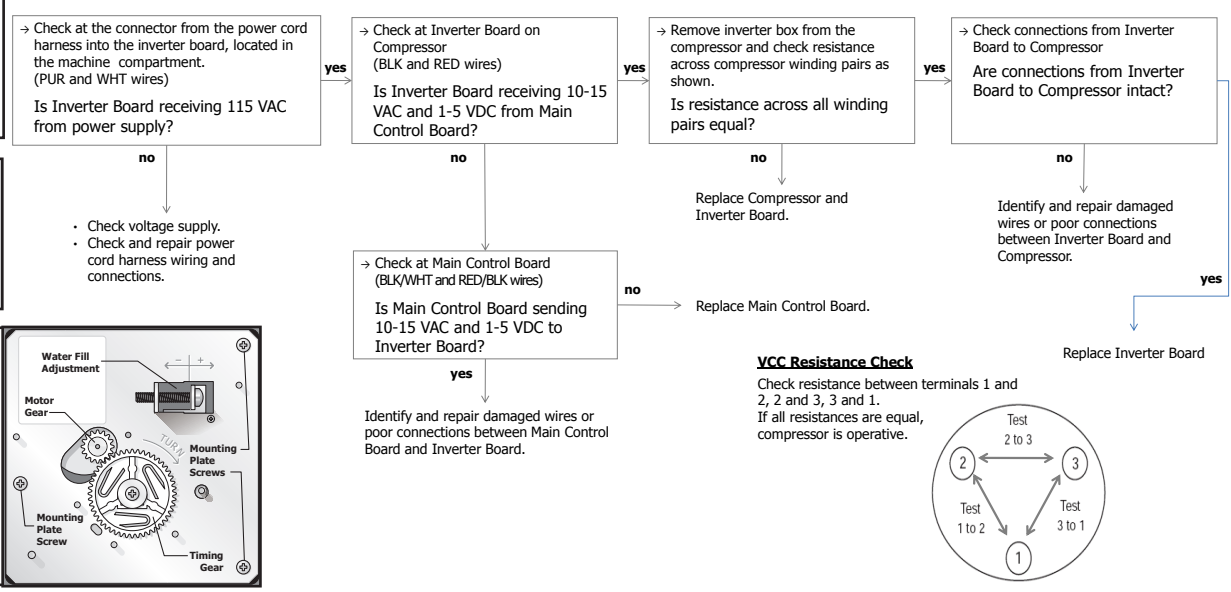 → Check at the connector from the power cord
harness into the inverter board, located in
the machine compartment.
(PUR and WHT wires)
Is Inverter Board receiving 115 VAC
from power supply?
yes
no
• Check voltage supply.
• Check and repair power
cord harness wiring and
connections.
→ Check at Inverter Board on
Compressor
(BLK and RED wires)
Is Inverter Board receiving 10-15
VAC and 1-5 VDC from Main
Control Board?
yes
no
→ Check at Main Control Board
(BLK/WHT and RED/BLK wires)
Is Main Control Board sending
10-15 VAC and 1-5 VDC to
Inverter Board?
no
Replace Main Control Board.
yes
Identify and repair damaged wires or
poor connections between Main Control
Board and Inverter Board.
→ Remove inverter box from the
compressor and check resistance
across compressor winding pairs as
shown.
Is resistance across all winding
pairs equal?
yes
no
Replace Compressor and
Inverter Board.
→ Check connections from Inverter
Board to Compressor
Are connections from Inverter
Board to Compressor intact?
no
Identify and repair damaged
wires or poor connections
between Inverter Board and
Compressor.
yes
Replace Inverter Board
VCC Resistance Check
Check resistance between terminals 1 and
2, 2 and 3, 3 and 1.
If all resistances are equal,
compressor is operative.
Test
2 to 3
2
3
Test
1 to 2
Test
3 to 1
1
Water Fill
Adjustment
− +
Motor
Gear
TURN
Mounting
Plate
Screws
Mounting
Plate
Screw
Timing
Gear